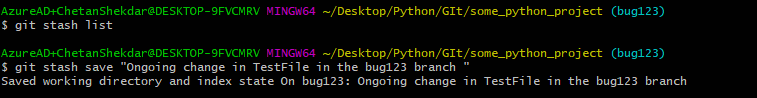 AzureAD+ChetanShekdar@DESKTOP-9FVCMRV MINGW64 ~/Desktop/Python/GIt/some_python_project (bug123)
$ git stash list
AzureAD+ChetanShekdar@DESKTOP-9FVCMRV MINGW64 ~/Desktop/Python/GIt/some_python_project (bug123)
$ git stash save "Ongoing change in TestFile in the bug123 branch "
Saved working directory and index state On bug123: Ongoing change in TestFile in the bug123 branch